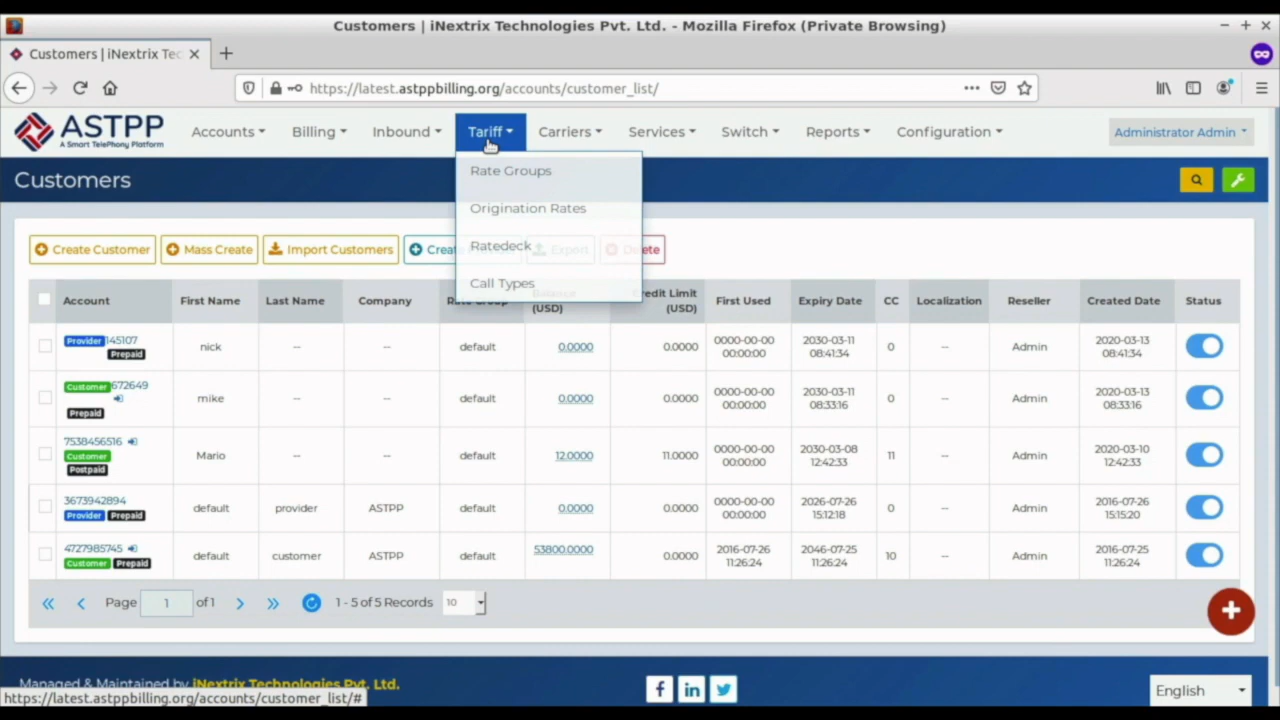 Customers | iNextrix Technologies Pvt. Ltd. - Mozilla Firefox (Private Browsing)
Customers | iNextrix Tec
https://latest.astppbilling.org/accounts/customer_list/
ASTPP
A Smart TelePhony Platform
Accounts Billing Inbound Tariff Carriers Services Switch Reports Configuration Administrator Admin
Customers
Rate Groups
Origination Rates
Ratedeck
Call Types
Create Customer Mass Create Import Customers Export
Account First Name Last Name Company (USD) Credit Limit (USD) First Used Expiry Date CC Localization Reseller Created Date Status
Provider 145107 Prepaid nick -- -- default 0.0000 0.0000 0000-00-00 00:00:00 2030-03-11 08:41:34 0 -- Admin 2020-03-13 08:41:34
Customer 672649 Prepaid mike -- -- default 0.0000 0.0000 0000-00-00 00:00:00 2030-03-11 08:33:16 0 -- Admin 2020-03-13 08:33:16
7538456516 Customer Postpaid Mario -- -- default 12.0000 11.0000 0000-00-00 00:00:00 2030-03-08 12:42:33 11 -- Admin 2020-03-10 12:42:33
3673942894 Provider Prepaid default provider ASTPP default 0.0000 0.0000 0000-00-00 00:00:00 2026-07-26 15:12:18 0 -- Admin 2016-07-26 15:15:20
4727985745 Customer Prepaid default customer ASTPP default 53800.0000 0.0000 2016-07-26 11:26:24 2046-07-25 11:26:24 10 -- Admin 2016-07-25 11:26:24
Page 1 of 1 1 - 5 of 5 Records 10
Managed & Maintained by iNextrix Technologies Pvt. Ltd.
https://latest.astppbilling.org/accounts/customer_list/#
English